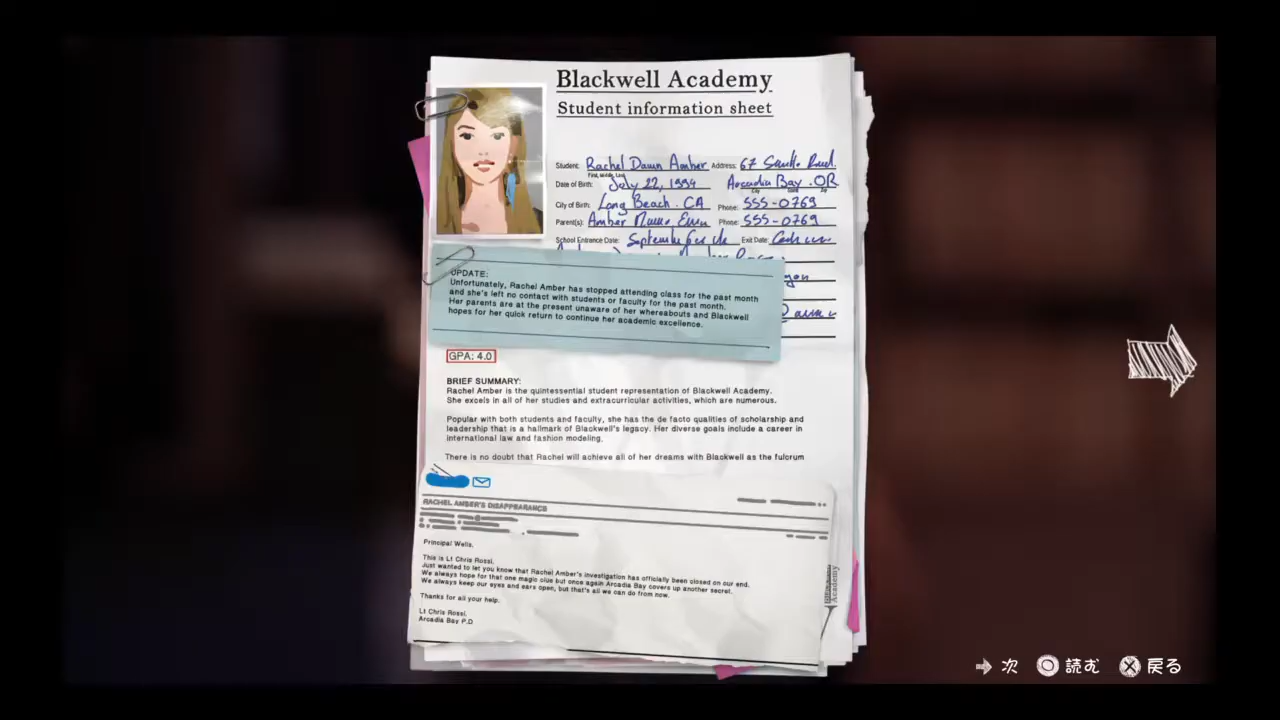 Blackwell Academy
Student information sheet
Student: Rachel Dawn Amber Address: 67
First, Middle, Last
Date of Birth: July 22, 1994 Arcadia Bay. OR
City of Birth: Long Beach. CA Phone: 555-0769
Parent(s): Amber Phone: 555-0769
School Entrance Date: September Exit Date:
UPDATE:
Unfortunately, Rachel Amber has stopped attending class for the past month
and she's left no contact with students or faculty for the past month.
Her parents are at the present unaware of her whereabouts and Blackwell
hopes for her quick return to continue her academic excellence.
GPA: 4.0
BRIEF SUMMARY:
Rachel Amber is the quintessential student representation of Blackwell Academy.
She excels in all of her studies and extracurricular activities, which are numerous.
Popular with both students and faculty, she has the de facto qualities of scholarship and
leadership that is a hallmark of Blackwell's legacy. Her diverse goals include a career in
international law and fashion modeling.
There is no doubt that Rachel will achieve all of her dreams with Blackwell as the fulcrum
RACHEL AMBER'S DISAPPEARANCE
Principal Wells,
This is Lt Chris Rossi,
Just wanted to let you know that Rachel Amber's investigation has officially been closed on our end.
We always hope for that one magic clue but once again Arcadia Bay covers up another secret.
We always keep our eyes and ears open, but that's all we can do from now.
Thanks for all your help.
Lt Chris Rossi,
Arcadia Bay P.D
Academy
次 読む 戻る